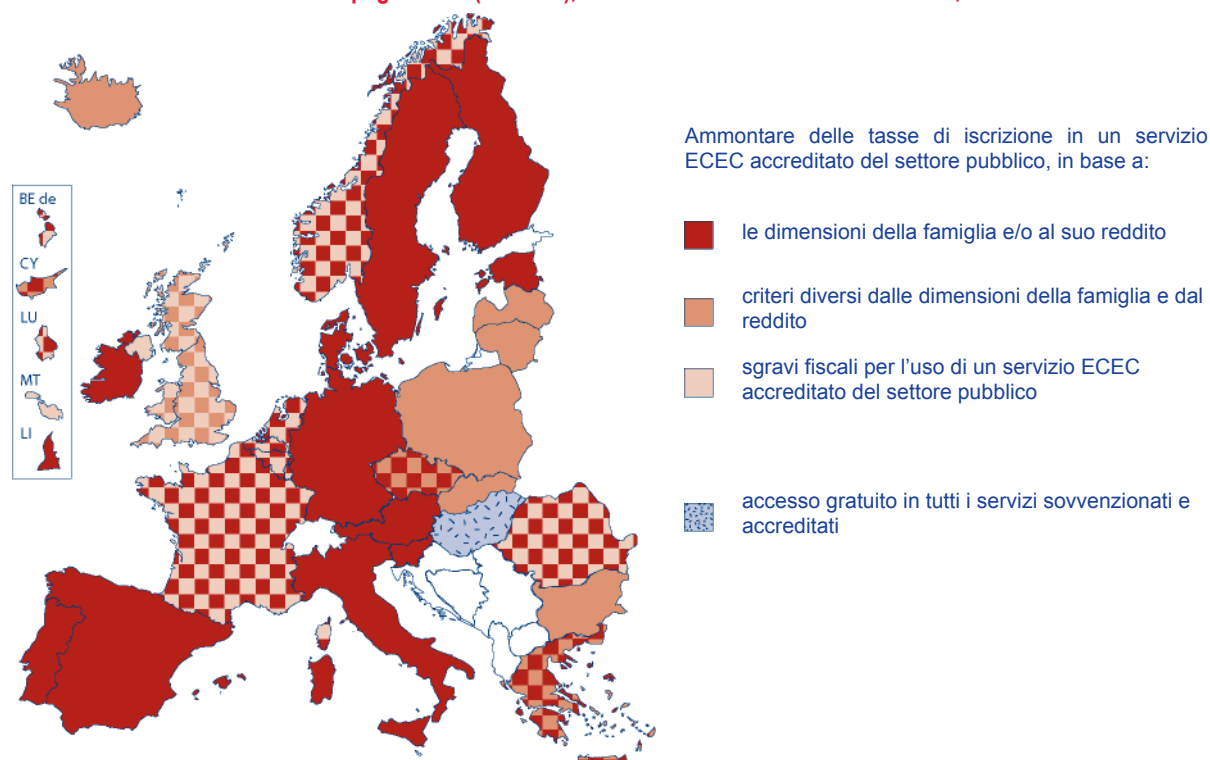 Ammontare delle tasse di iscrizione in un servizio
ECEC accreditato del settore pubblico, in base a:
le dimensioni della famiglia e/o al suo reddito
criteri diversi dalle dimensioni della famiglia e dal
reddito
sgravi fiscali per l'uso di un servizio ECEC
accreditato del settore pubblico
accesso gratuito in tutti i servizi sovvenzionati e
accreditati
BE de
CY
LU
MT
LI